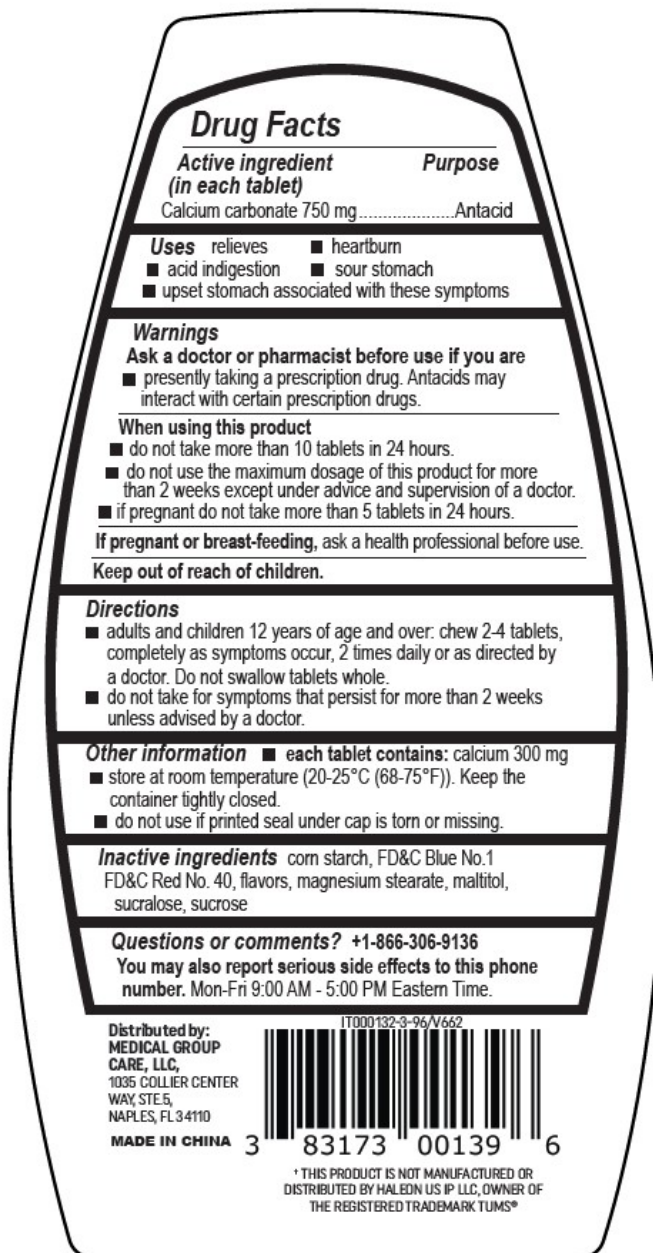 Drug Facts
Active ingredient Purpose
(in each tablet)
Calcium carbonate 750 mg....................Antacid
Uses relieves ■ heartburn
■ acid indigestion ■ sour stomach
■ upset stomach associated with these symptoms
Warnings
Ask a doctor or pharmacist before use if you are
■ presently taking a prescription drug. Antacids may
interact with certain prescription drugs.
When using this product
■ do not take more than 10 tablets in 24 hours.
■ do not use the maximum dosage of this product for more
than 2 weeks except under advice and supervision of a doctor.
■ if pregnant do not take more than 5 tablets in 24 hours.
If pregnant or breast-feeding, ask a health professional before use.
Keep out of reach of children.
Directions
■ adults and children 12 years of age and over: chew 2-4 tablets,
completely as symptoms occur, 2 times daily or as directed by
a doctor. Do not swallow tablets whole.
■ do not take for symptoms that persist for more than 2 weeks
unless advised by a doctor.
Other information ■ each tablet contains: calcium 300 mg
■ store at room temperature (20-25°C (68-75°F)). Keep the
container tightly closed.
■ do not use if printed seal under cap is torn or missing.
Inactive ingredients corn starch, FD&C Blue No.1
FD&C Red No. 40, flavors, magnesium stearate, maltitol,
sucralose, sucrose
Questions or comments? +1-866-306-9136
You may also report serious side effects to this phone
number. Mon-Fri 9:00 AM - 5:00 PM Eastern Time.
Distributed by:
MEDICAL GROUP
CARE, LLC,
1035 COLLIER CENTER
WAY, STE.5,
NAPLES, FL 34110
MADE IN CHINA
IT000132-3-96/V662
3 83173 00139 6
† THIS PRODUCT IS NOT MANUFACTURED OR
DISTRIBUTED BY HALEON US IP LLC, OWNER OF
THE REGISTERED TRADEMARK TUMS®